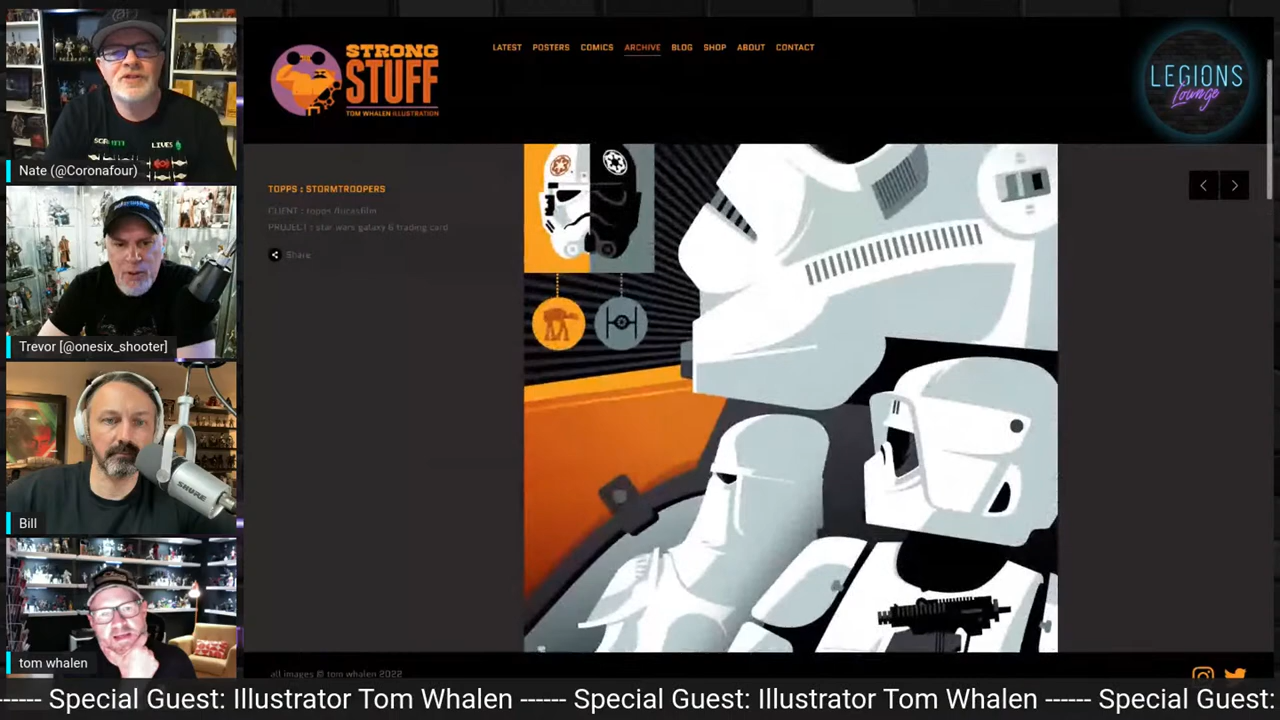 Nate (@Coronafour)
Trevor [@onesix_shooter]
SHURE
Bill
tom whalen
STRONG
STUFF
TOM WHALEN ILLUSTRATION
LATEST POSTERS COMICS ARCHIVE BLOG SHOP ABOUT CONTACT
LEGIONS
Lounge
TOPPS : STORMTROOPERS
CLIENT : topps /lucasfilm
PROJECT : star wars galaxy 6 trading card
Share
all images © tom whalen 2022
------ Special Guest: Illustrator Tom Whalen ------ Special Guest: Illustrator Tom Whalen ------ Special Guest: